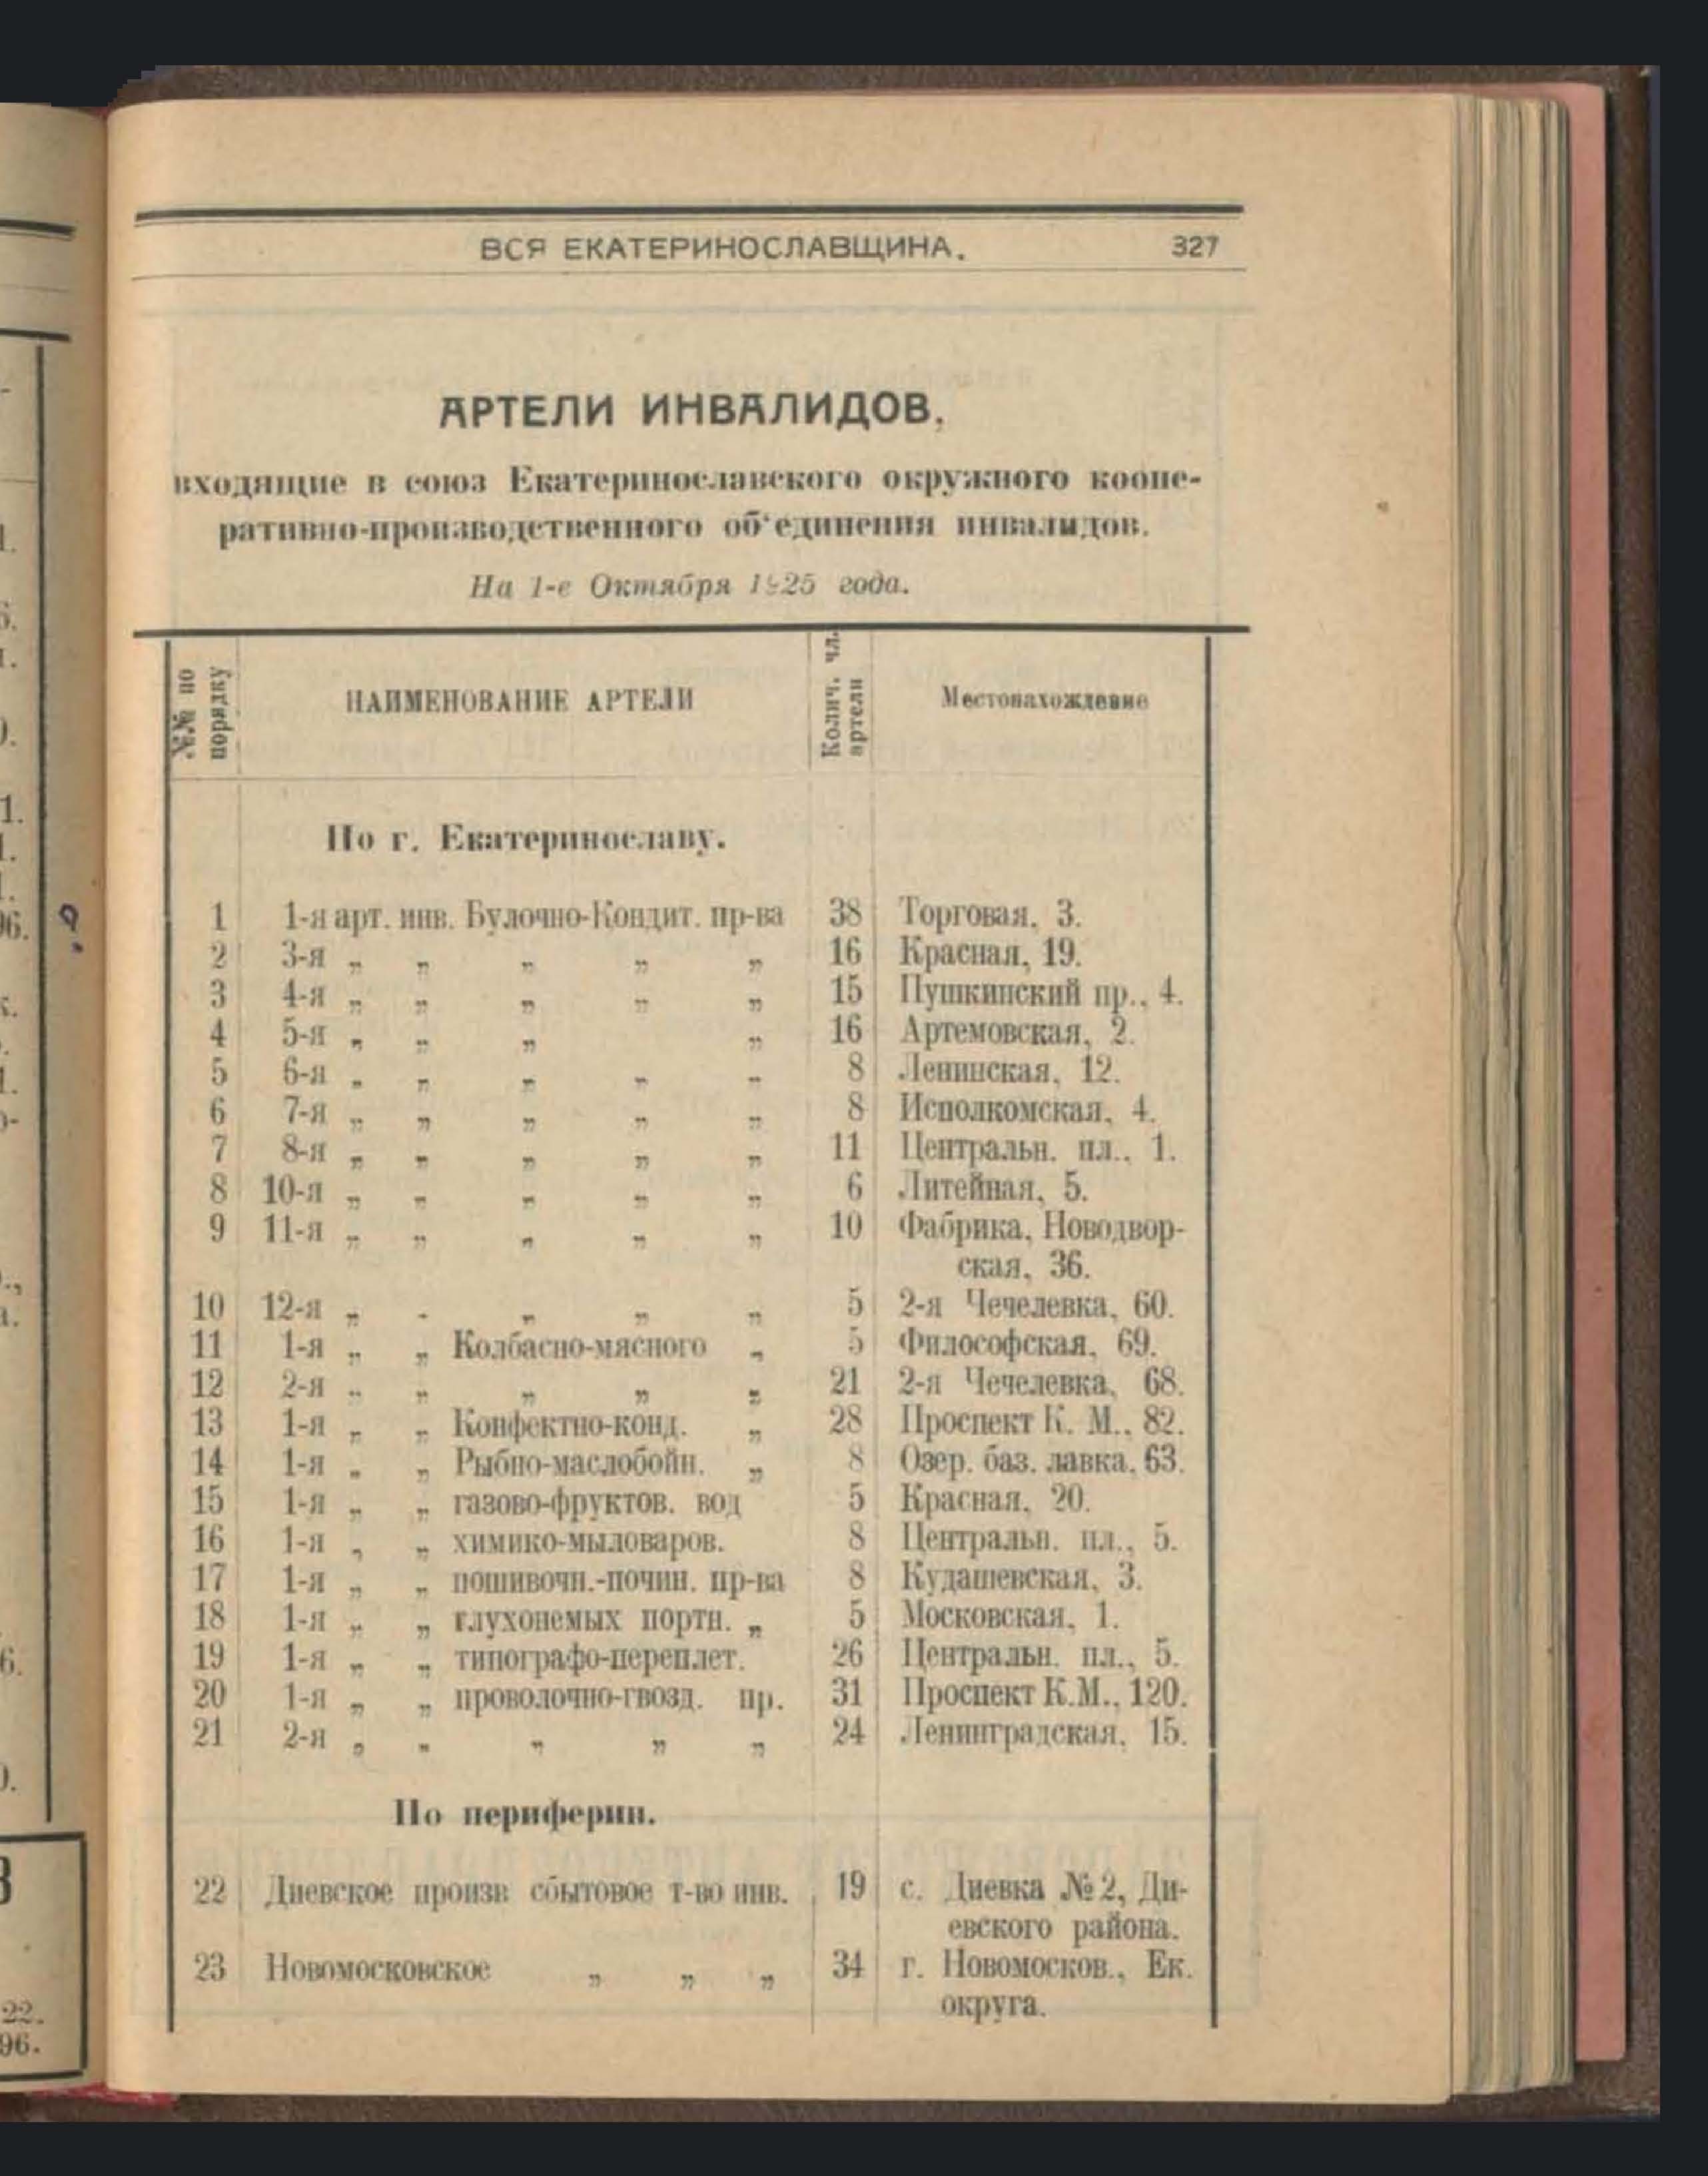 ВСЯ ЕКАТЕРИНОСЛАВЩИНА. 327
АРТЕЛИ ИНВАЛИДОВ,
входящие в союз Екатеринославского окружного коопе-
ративно-производственного об'единения инвалидов.
На 1-е Октября 1925 года.
№№ по порядку НАИМЕНОВАНИЕ АРТЕЛИ Колич. чл. артели Местонахождение
По г. Екатеринославу.
1 1-я арт. инв. Булочно-Кондит. пр-ва 38 Торговая, 3.
2 3-я „ „ „ „ „ 16 Красная, 19.
3 4-я „ „ „ „ „ 15 Пушкинский пр., 4.
4 5-я „ „ „ „ 16 Артемовская, 2.
5 6-я „ „ „ „ „ 8 Ленинская, 12.
6 7-я „ „ „ „ „ 8 Исполкомская, 4.
7 8-я „ „ „ „ „ 11 Центральн. пл., 1.
8 10-я „ „ „ „ „ 6 Литейная, 5.
9 11-я „ „ „ „ „ 10 Фабрика, Новодвор-
ская, 36.
10 12-я „ „ „ „ „ 5 2-я Чечелевка, 60.
11 1-я „ „ Колбасно-мясного „ 5 Философская, 69.
12 2-я „ „ „ „ „ 21 2-я Чечелевка, 68.
13 1-я „ „ Конфектно-конд. „ 28 Проспект К. М., 82.
14 1-я „ „ Рыбно-маслобойн. „ 8 Озер. баз. лавка, 63.
15 1-я „ „ газово-фруктов. вод 5 Красная, 20.
16 1-я „ „ химико-мыловаров. 8 Центральн. пл., 5.
17 1-я „ „ пошивочн.-почин. пр-ва 8 Кудашевская, 3.
18 1-я „ „ глухонемых портн. „ 5 Московская, 1.
19 1-я „ „ типографо-переплет. 26 Центральн. пл., 5.
20 1-я „ „ проволочно-гвозд. пр. 31 Проспект К.М., 120.
21 2-я „ „ „ „ „ 24 Ленинградская, 15.
По периферии.
22 Диевское произв сбытовое т-во инв. 19 с. Диевка №2, Ди-
евского района.
23 Новомосковское „ „ „ 34 г. Новомосков., Ек.
округа.